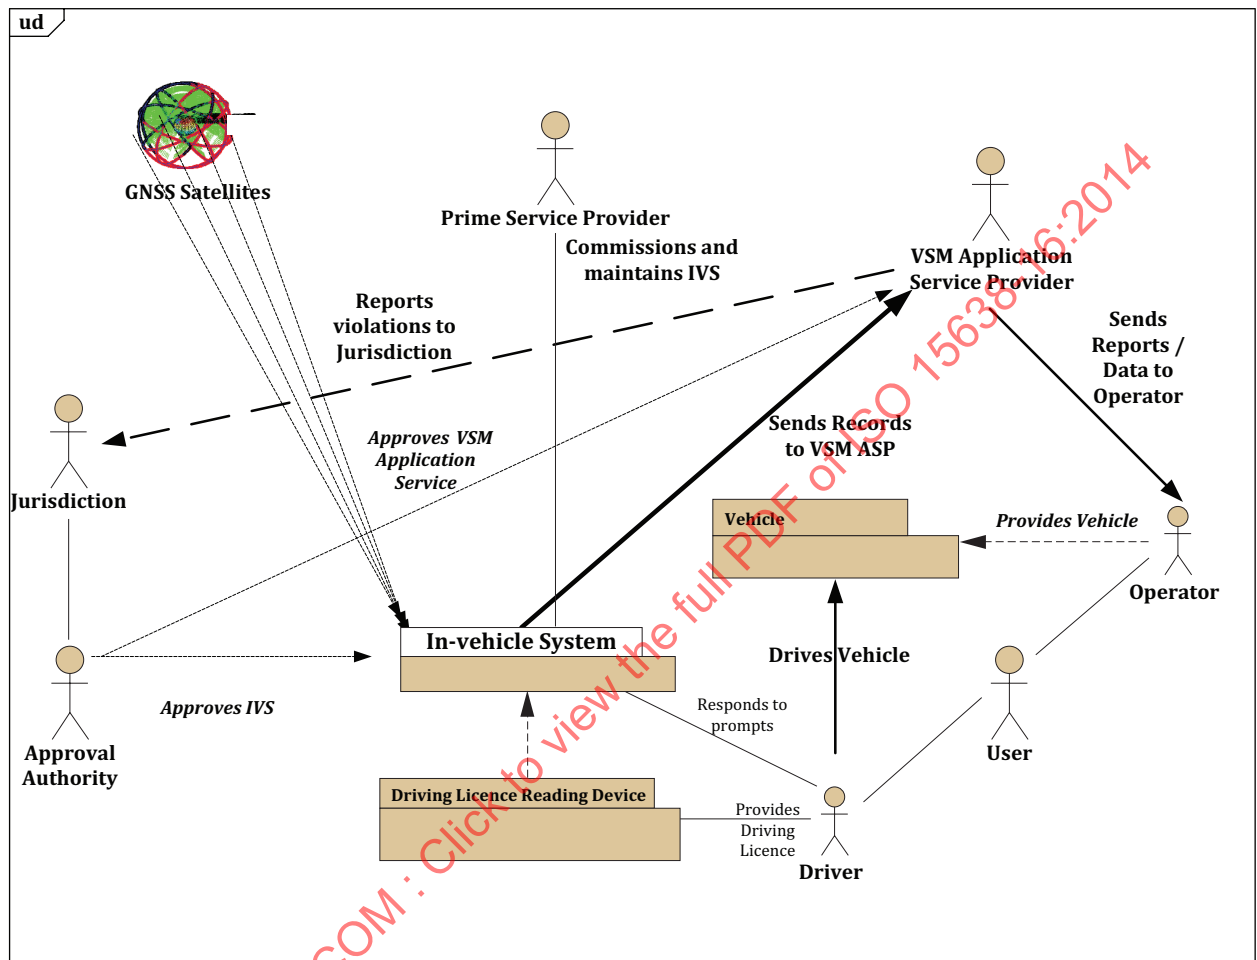 ud
GNSS Satellites
Prime Service Provider
Commissions and
maintains IVS
VSM Application
Service Provider
Reports
violations to
Jurisdiction
Sends
Reports /
Data to
Operator
Approves VSM
Application
Service
Sends Records
to VSM ASP
Jurisdiction
Vehicle
Provides Vehicle
Operator
In-vehicle System
Drives Vehicle
Approves IVS
Approval
Authority
Responds to
prompts
User
Driving Licence Reading Device
Provides
Driving
Licence
Driver
COM : Click to view the full PDF of ISO 15638-16:2014